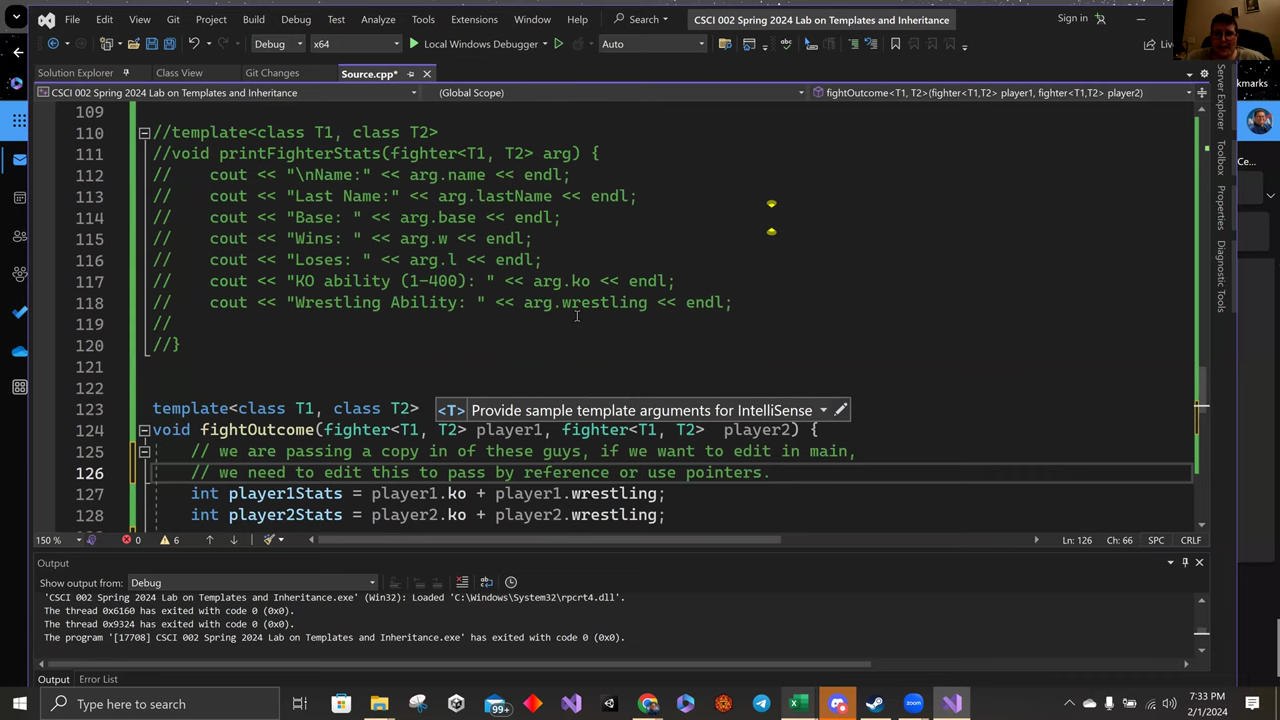 File Edit View Git Project Build Debug Test Analyze Tools Extensions Window Help Search CSCI 002 Spring 2024 Lab on Templates and Inheritance Sign in
Debug x64 Local Windows Debugger Auto Live
Solution Explorer Class View Git Changes Source.cpp*
CSCI 002 Spring 2024 Lab on Templates and Inheritance (Global Scope) fightOutcome<T1, T2>(fighter<T1,T2> player1, fighter<T1,T2> player2)
kmarks
109
110 //template<class T1, class T2>
111 //void printFighterStats(fighter<T1, T2> arg) {
112 // cout << "\nName:" << arg.name << endl;
113 // cout << "Last Name:" << arg.lastName << endl;
114 // cout << "Base: " << arg.base << endl;
115 // cout << "Wins: " << arg.w << endl;
116 // cout << "Loses: " << arg.l << endl;
117 // cout << "KO ability (1-400): " << arg.ko << endl;
118 // cout << "Wrestling Ability: " << arg.wrestling << endl;
119 //
120 //}
121
122
123 template<class T1, class T2> <T> Provide sample template arguments for IntelliSense
124 void fightOutcome(fighter<T1, T2> player1, fighter<T1, T2> player2) {
125 // we are passing a copy in of these guys, if we want to edit in main,
126 // we need to edit this to pass by reference or use pointers.
127 int player1Stats = player1.ko + player1.wrestling;
128 int player2Stats = player2.ko + player2.wrestling;
Server Explorer
Toolbox
Properties
Diagnostic Tools
Ce...
150 % 0 6 Ln: 126 Ch: 66 SPC CRLF
Output
Show output from: Debug
'CSCI 002 Spring 2024 Lab on Templates and Inheritance.exe' (Win32): Loaded 'C:\Windows\System32\rpcrt4.dll'.
The thread 0x6160 has exited with code 0 (0x0).
The thread 0x9324 has exited with code 0 (0x0).
The program '[17708] CSCI 002 Spring 2024 Lab on Templates and Inheritance.exe' has exited with code 0 (0x0).
Output Error List
Type here to search 99+ 7:33 PM
2/1/2024